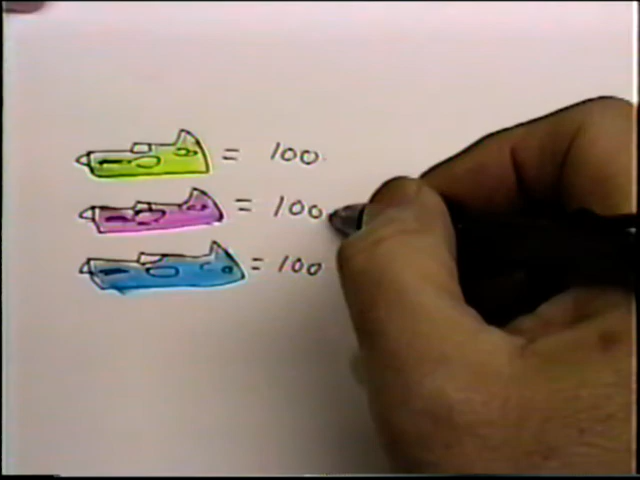 = 100
= 100
= 100